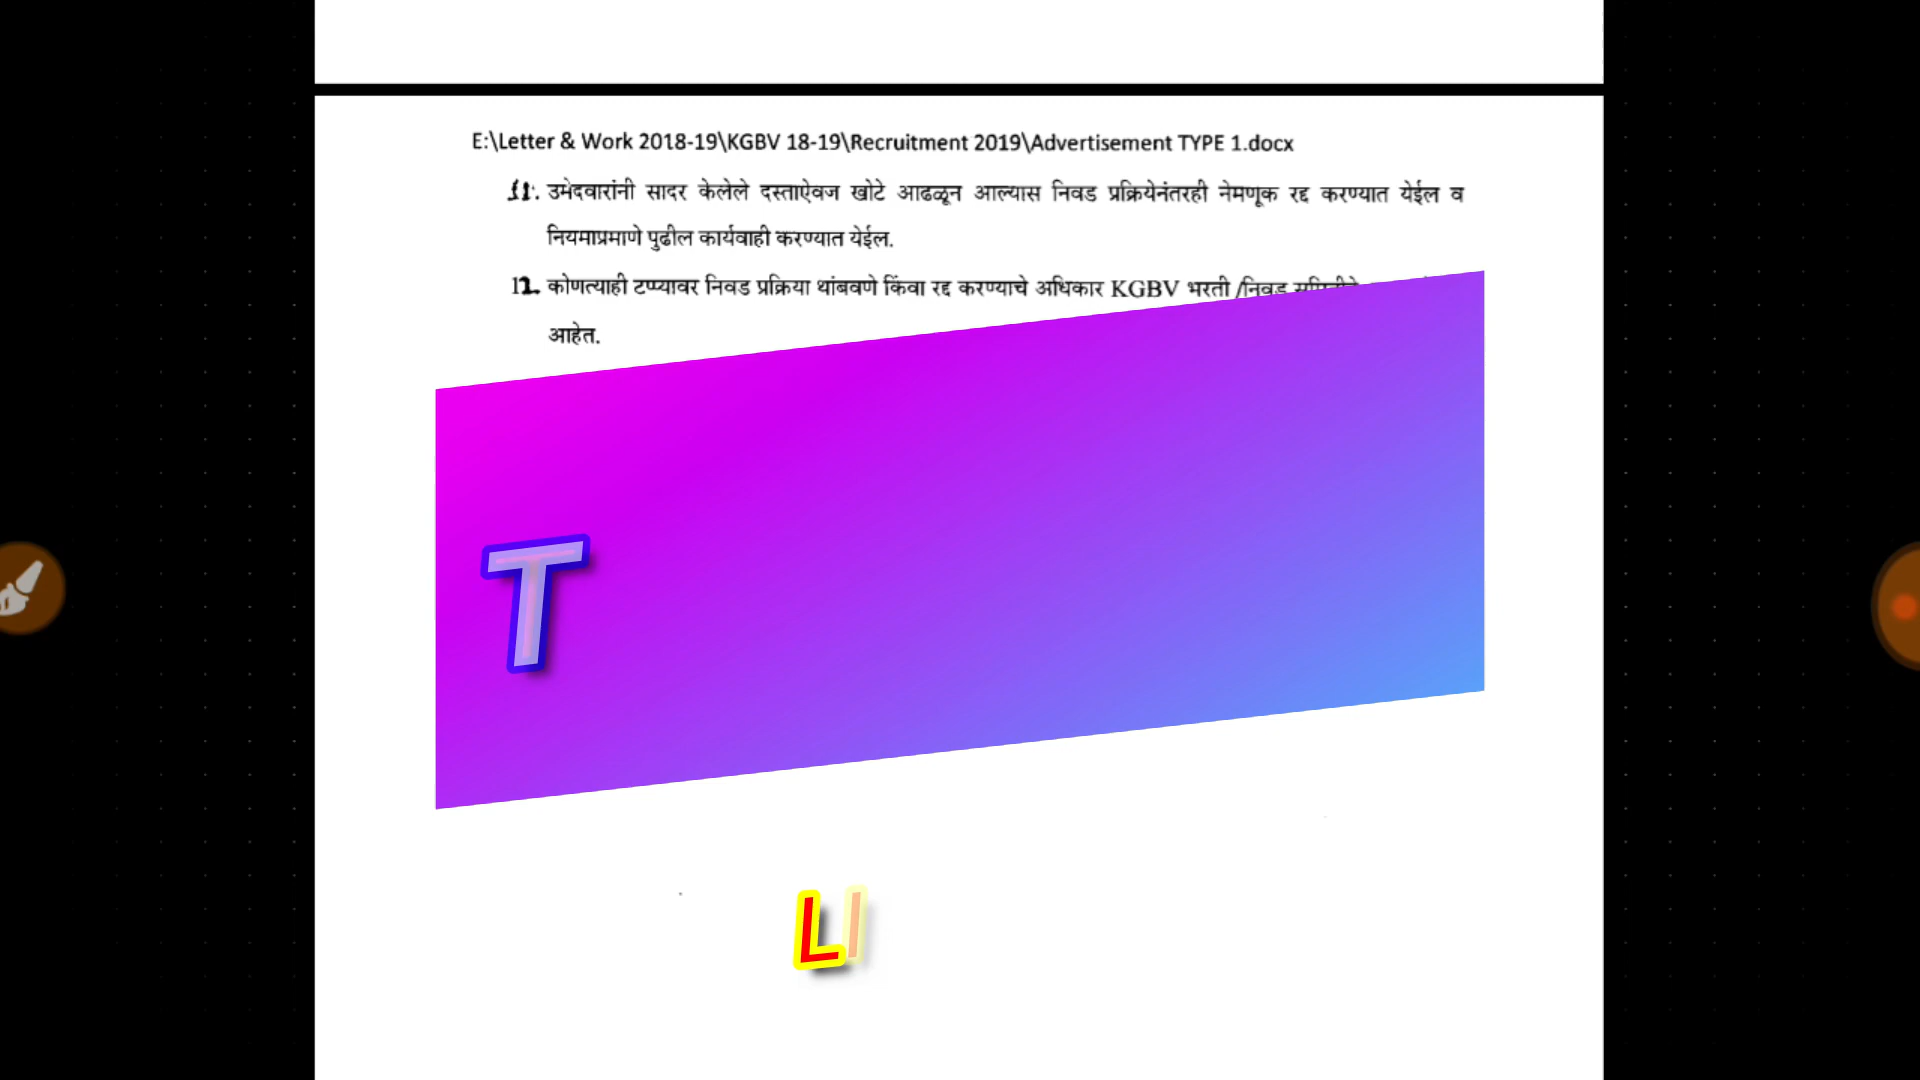 E:\Letter & Work 2018-19\KGBV 18-19\Recruitment 2019\Advertisement TYPE 1.docx
11. उमेदवारांनी सादर केलेले दस्ताऐवज खोटे आढळून आल्यास निवड प्रक्रियेनंतरही नेमणूक रद्द करण्यात येईल व
नियमाप्रमाणे पुढील कार्यवाही करण्यात येईल.
12. कोणत्याही टप्प्यावर निवड प्रक्रिया थांबवणे किंवा रद्द करण्याचे अधिकार KGBV भरती /निवड
आहेत.
T
LI